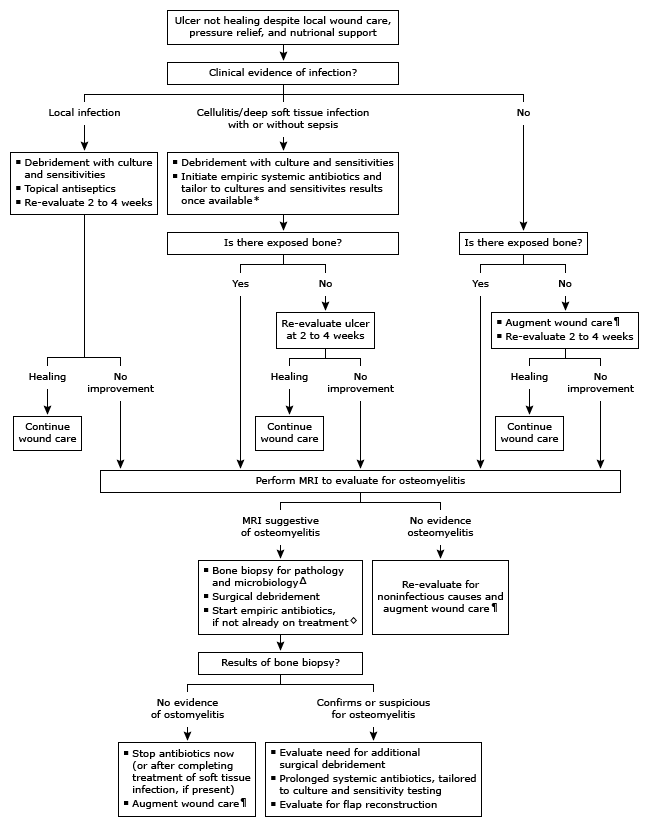 Ulcer not healing despite local wound care,
pressure relief, and nutrional support
Clinical evidence of infection?
Local infection
Cellulitis/deep soft tissue infection
with or without sepsis
No
▪ Debridement with culture
and sensitivities
▪ Topical antiseptics
▪ Re-evaluate 2 to 4 weeks
▪ Debridement with culture and sensitivities
▪ Initiate empiric systemic antibiotics and
tailor to cultures and sensitivites results
once available*
Is there exposed bone?
Is there exposed bone?
Yes
No
Yes
No
Re-evaluate ulcer
at 2 to 4 weeks
▪ Augment wound care¶
▪ Re-evaluate 2 to 4 weeks
Healing
No
improvement
Healing
No
improvement
Healing
No
improvement
Continue
wound care
Continue
wound care
Continue
wound care
Perform MRI to evaluate for osteomyelitis
MRI suggestive
of osteomyelitis
No evidence
osteomyelitis
▪ Bone biopsy for pathology
and microbiologyΔ
▪ Surgical debridement
▪ Start empiric antibiotics,
if not already on treatment◇
Re-evaluate for
noninfectious causes and
augment wound care¶
Results of bone biopsy?
No evidence
of ostomyelitis
Confirms or suspicious
for osteomyelitis
▪ Stop antibiotics now
(or after completing
treatment of soft tissue
infection, if present)
▪ Augment wound care¶
▪ Evaluate need for additional
surgical debridement
▪ Prolonged systemic antibiotics, tailored
to culture and sensitivity testing
▪ Evaluate for flap reconstruction